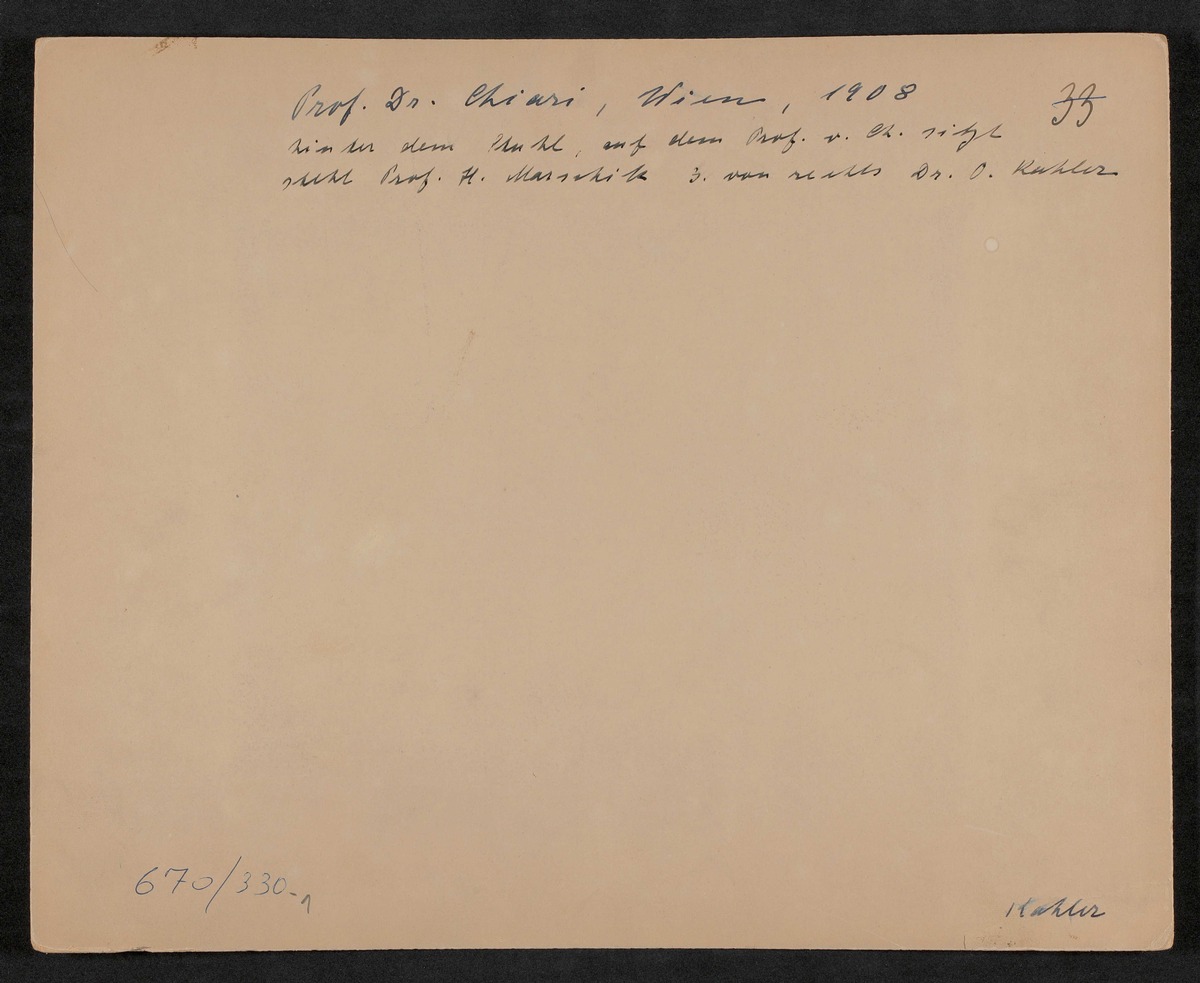 Prof. Dr. Chiari, Wien, 1908
33
hinter dem Stuhl, auf dem Prof. v. Ch. sitzt
steht Prof. H. Marschik 3. von rechts Dr. O. Kahler
670/330-1
Kahler